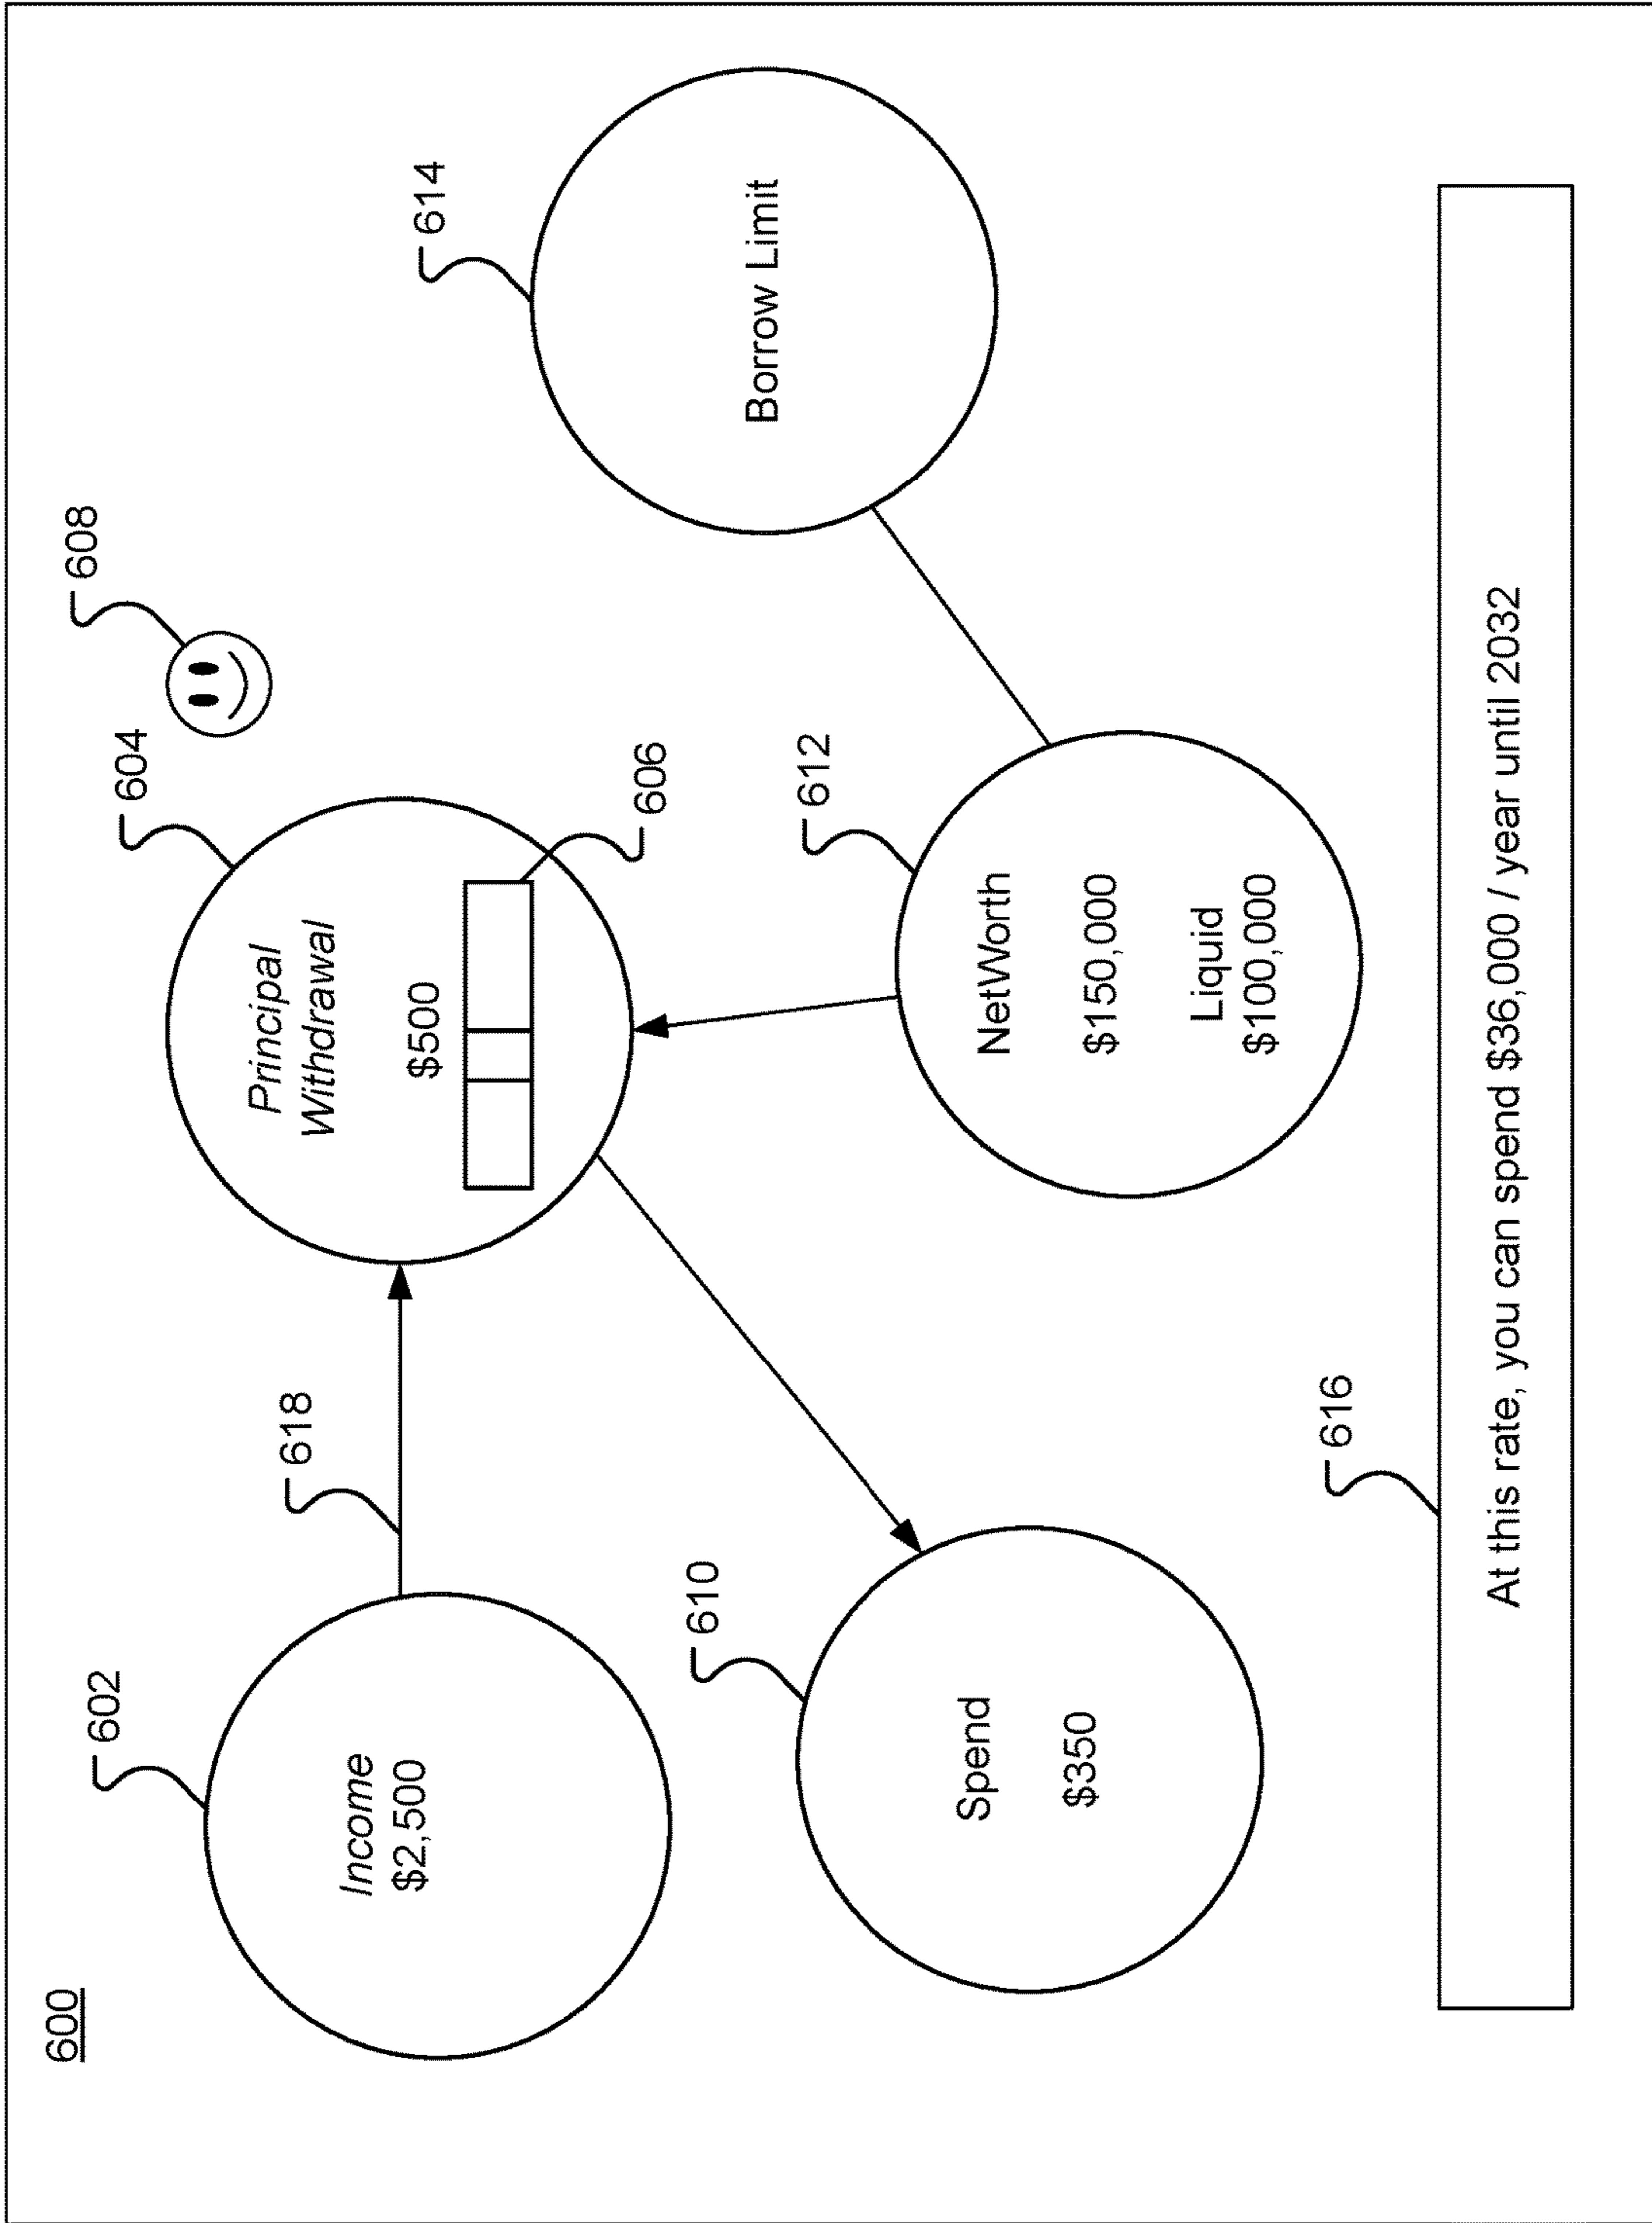 600
602
Income
$2,500
618
604
Principal
Withdrawal
$500
606
608
610
Spend
$350
612
NetWorth
$150,000
Liquid
$100,000
614
Borrow Limit
616
At this rate, you can spend $36,000 / year until 2032